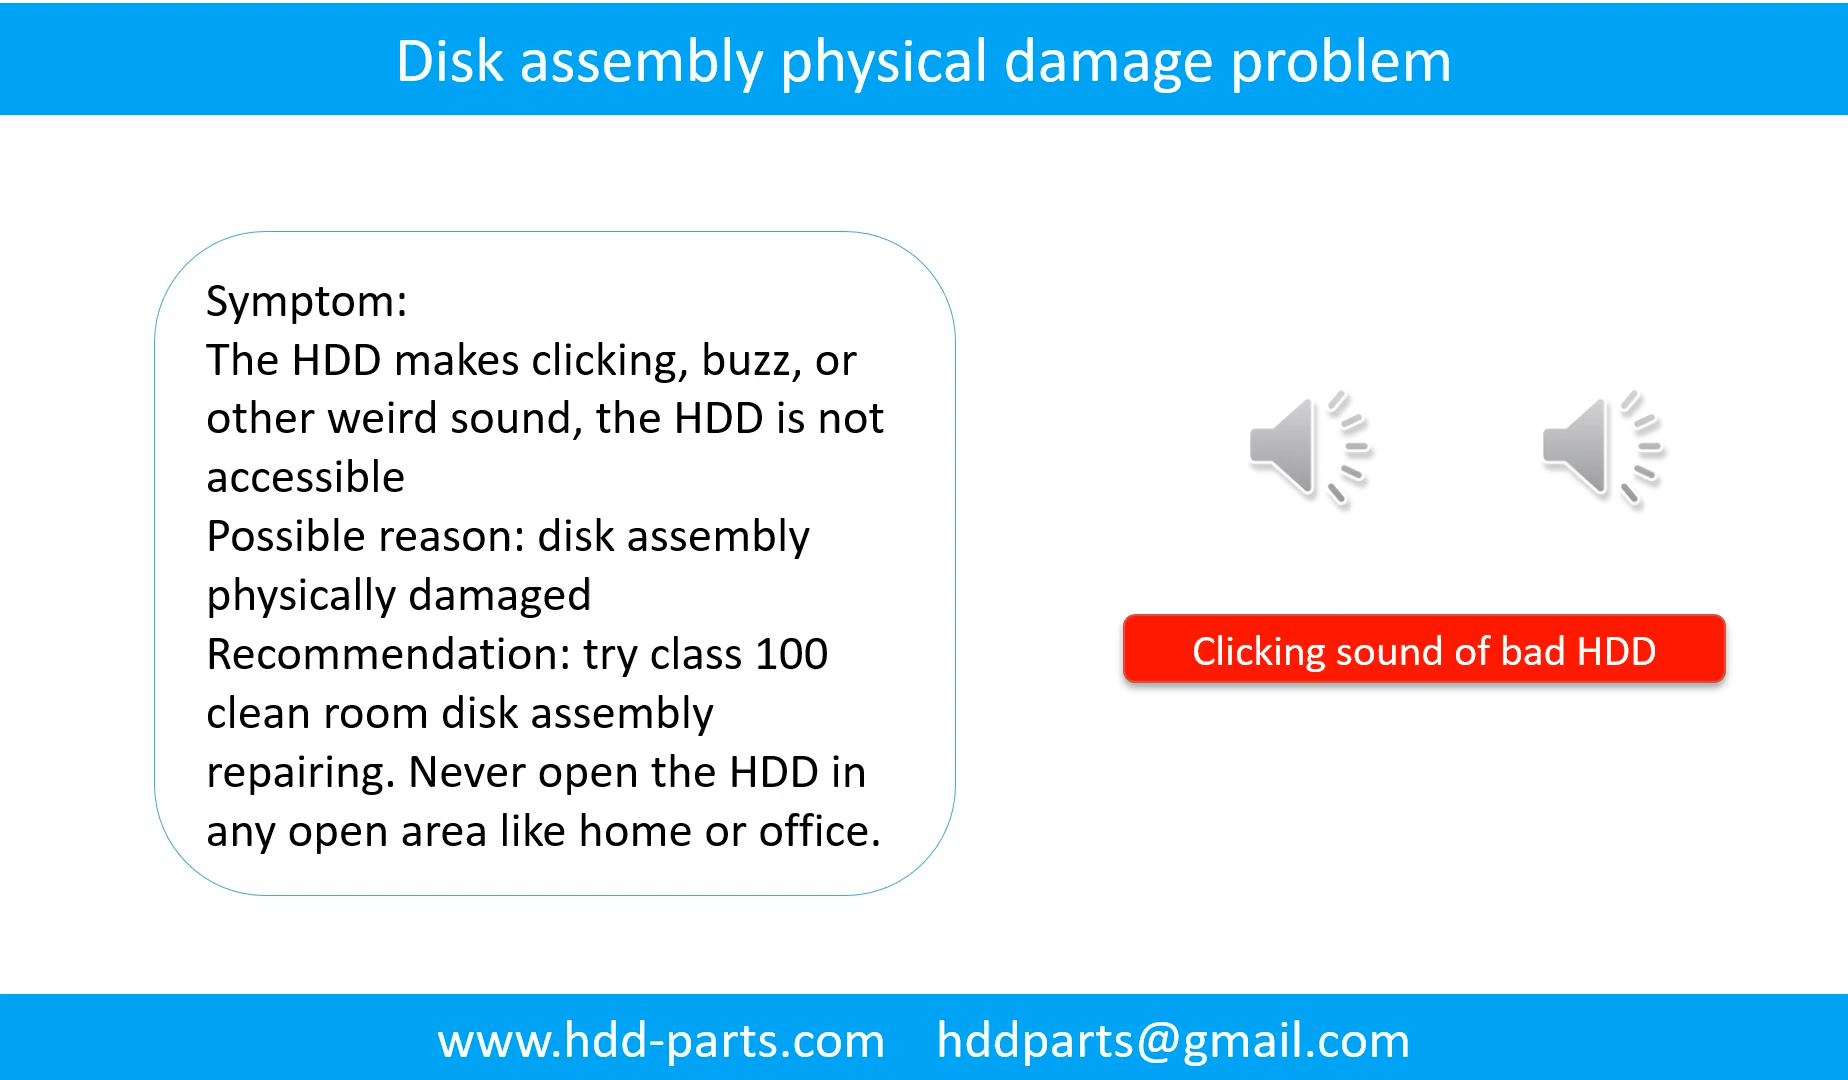 Disk assembly physical damage problem
Symptom:
The HDD makes clicking, buzz, or
other weird sound, the HDD is not
accessible
Possible reason: disk assembly
physically damaged
Recommendation: try class 100
clean room disk assembly
repairing. Never open the HDD in
any open area like home or office.
Clicking sound of bad HDD
www.hdd-parts.com hddparts@gmail.com